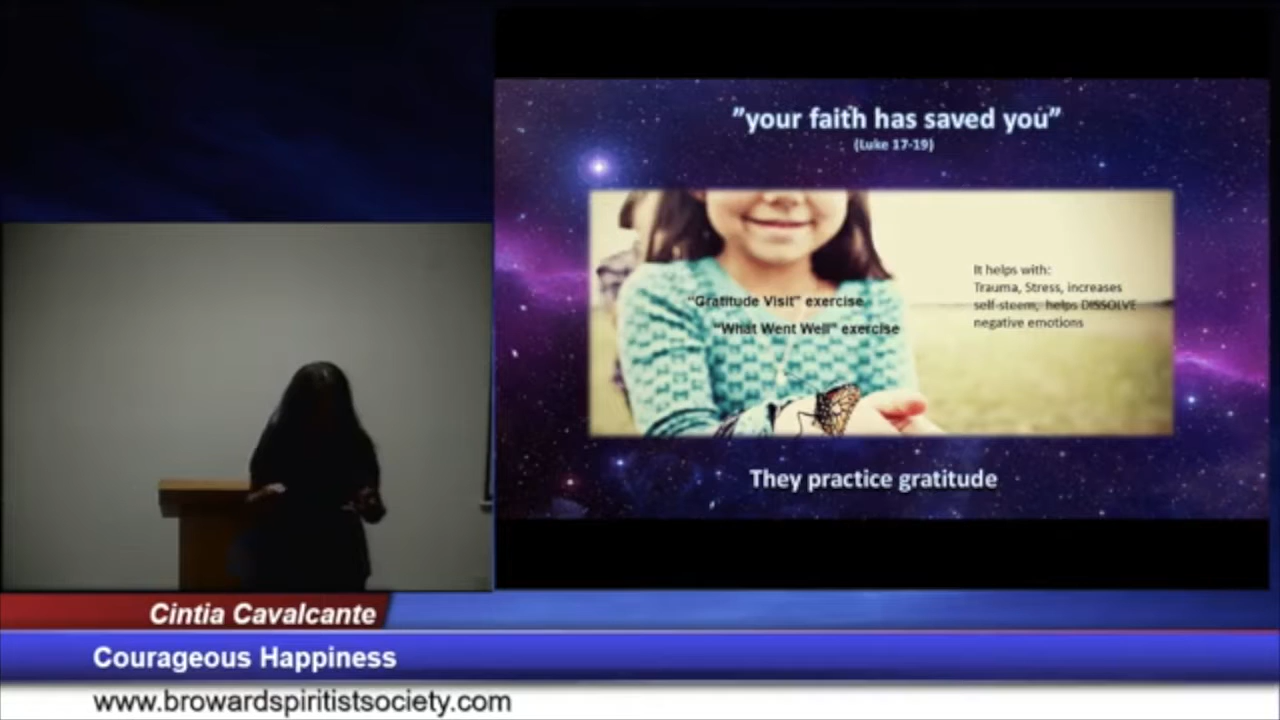 ”your faith has saved you”
(Luke 17-19)
It helps with:
Trauma, Stress, increases
self-steem, helps DISSOLVE
negative emotions
“Gratitude Visit” exercise
“What Went Well” exercise
They practice gratitude
Cintia Cavalcante
Courageous Happiness
www.browardspiritistsociety.com